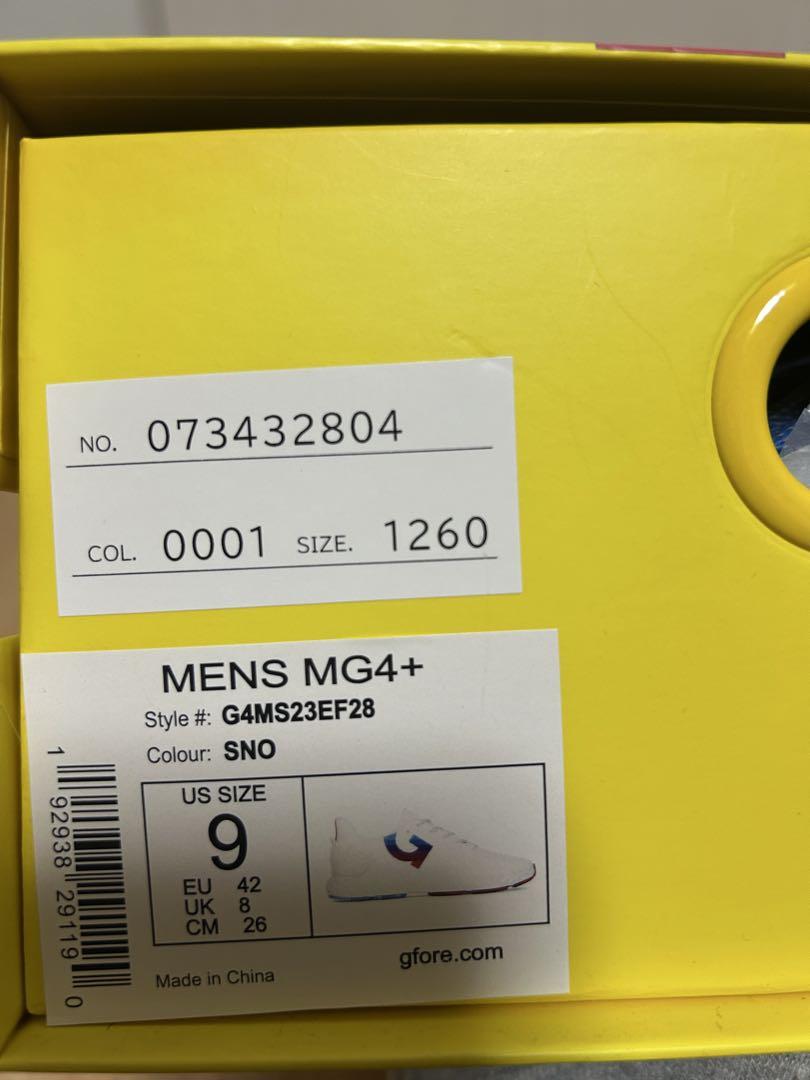 NO. 073432804
COL. 0001 SIZE. 1260
MENS MG4+
Style #: G4MS23EF28
Colour: SNO
1 92938 29119 0
US SIZE
9
EU 42
UK 8
CM 26
gfore.com
Made in China